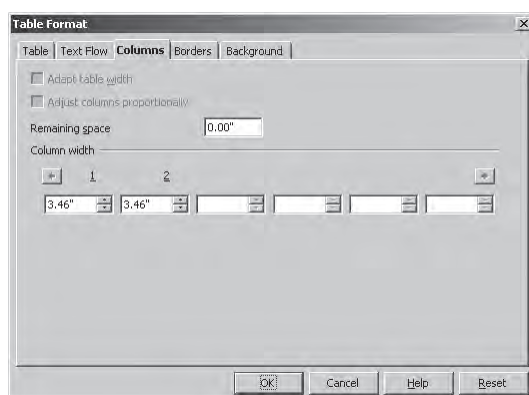 Table Format
Table Text Flow Columns Borders Background
Adapt table width
Adjust columns proportionally
Remaining space 0.00"
Column width
1 2
3.46" 3.46"
OK Cancel Help Reset